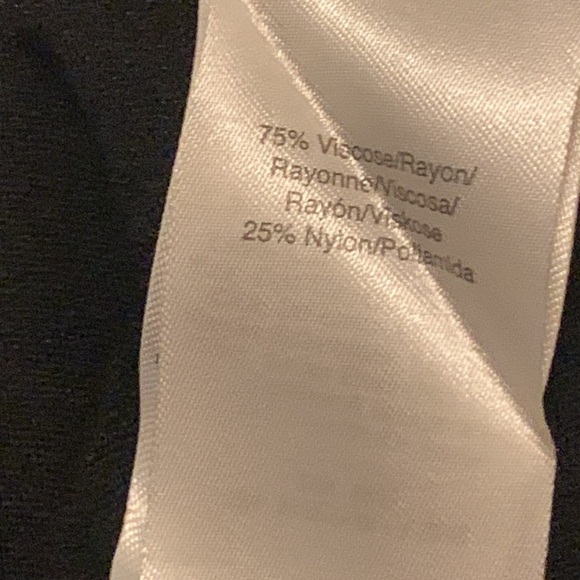 75% Viscose/Rayon/
Rayonne/Viscosa/
Rayón/Viskose
25% Nylon/Poliamida